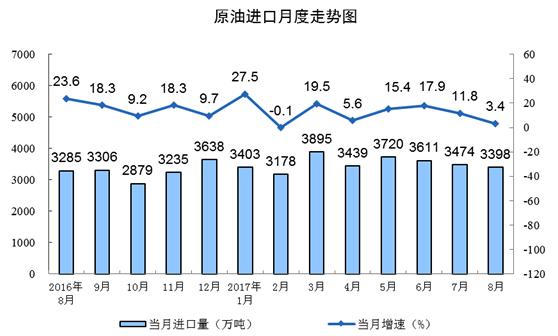 原油进口月度走势图
7000 6000 5000 4000 3000 2000 1000 0
60 40 20 0 -20 -40 -60 -80 -100 -120
23.6 18.3 9.2 18.3 9.7 27.5 -0.1 19.5 5.6 15.4 17.9 11.8 3.4
3285 3306 2879 3235 3638 3403 3178 3895 3439 3720 3611 3474 3398
2016年 9月 10月 11月 12月 2017年 2月 3月 4月 5月 6月 7月 8月
8月 1月
当月进口量（万吨） 当月增速（%）